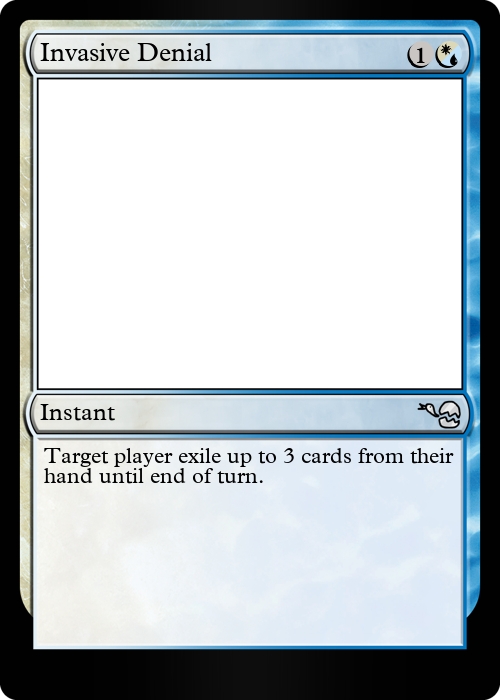 Invasive Denial 1
Instant
Target player exile up to 3 cards from their
hand until end of turn.